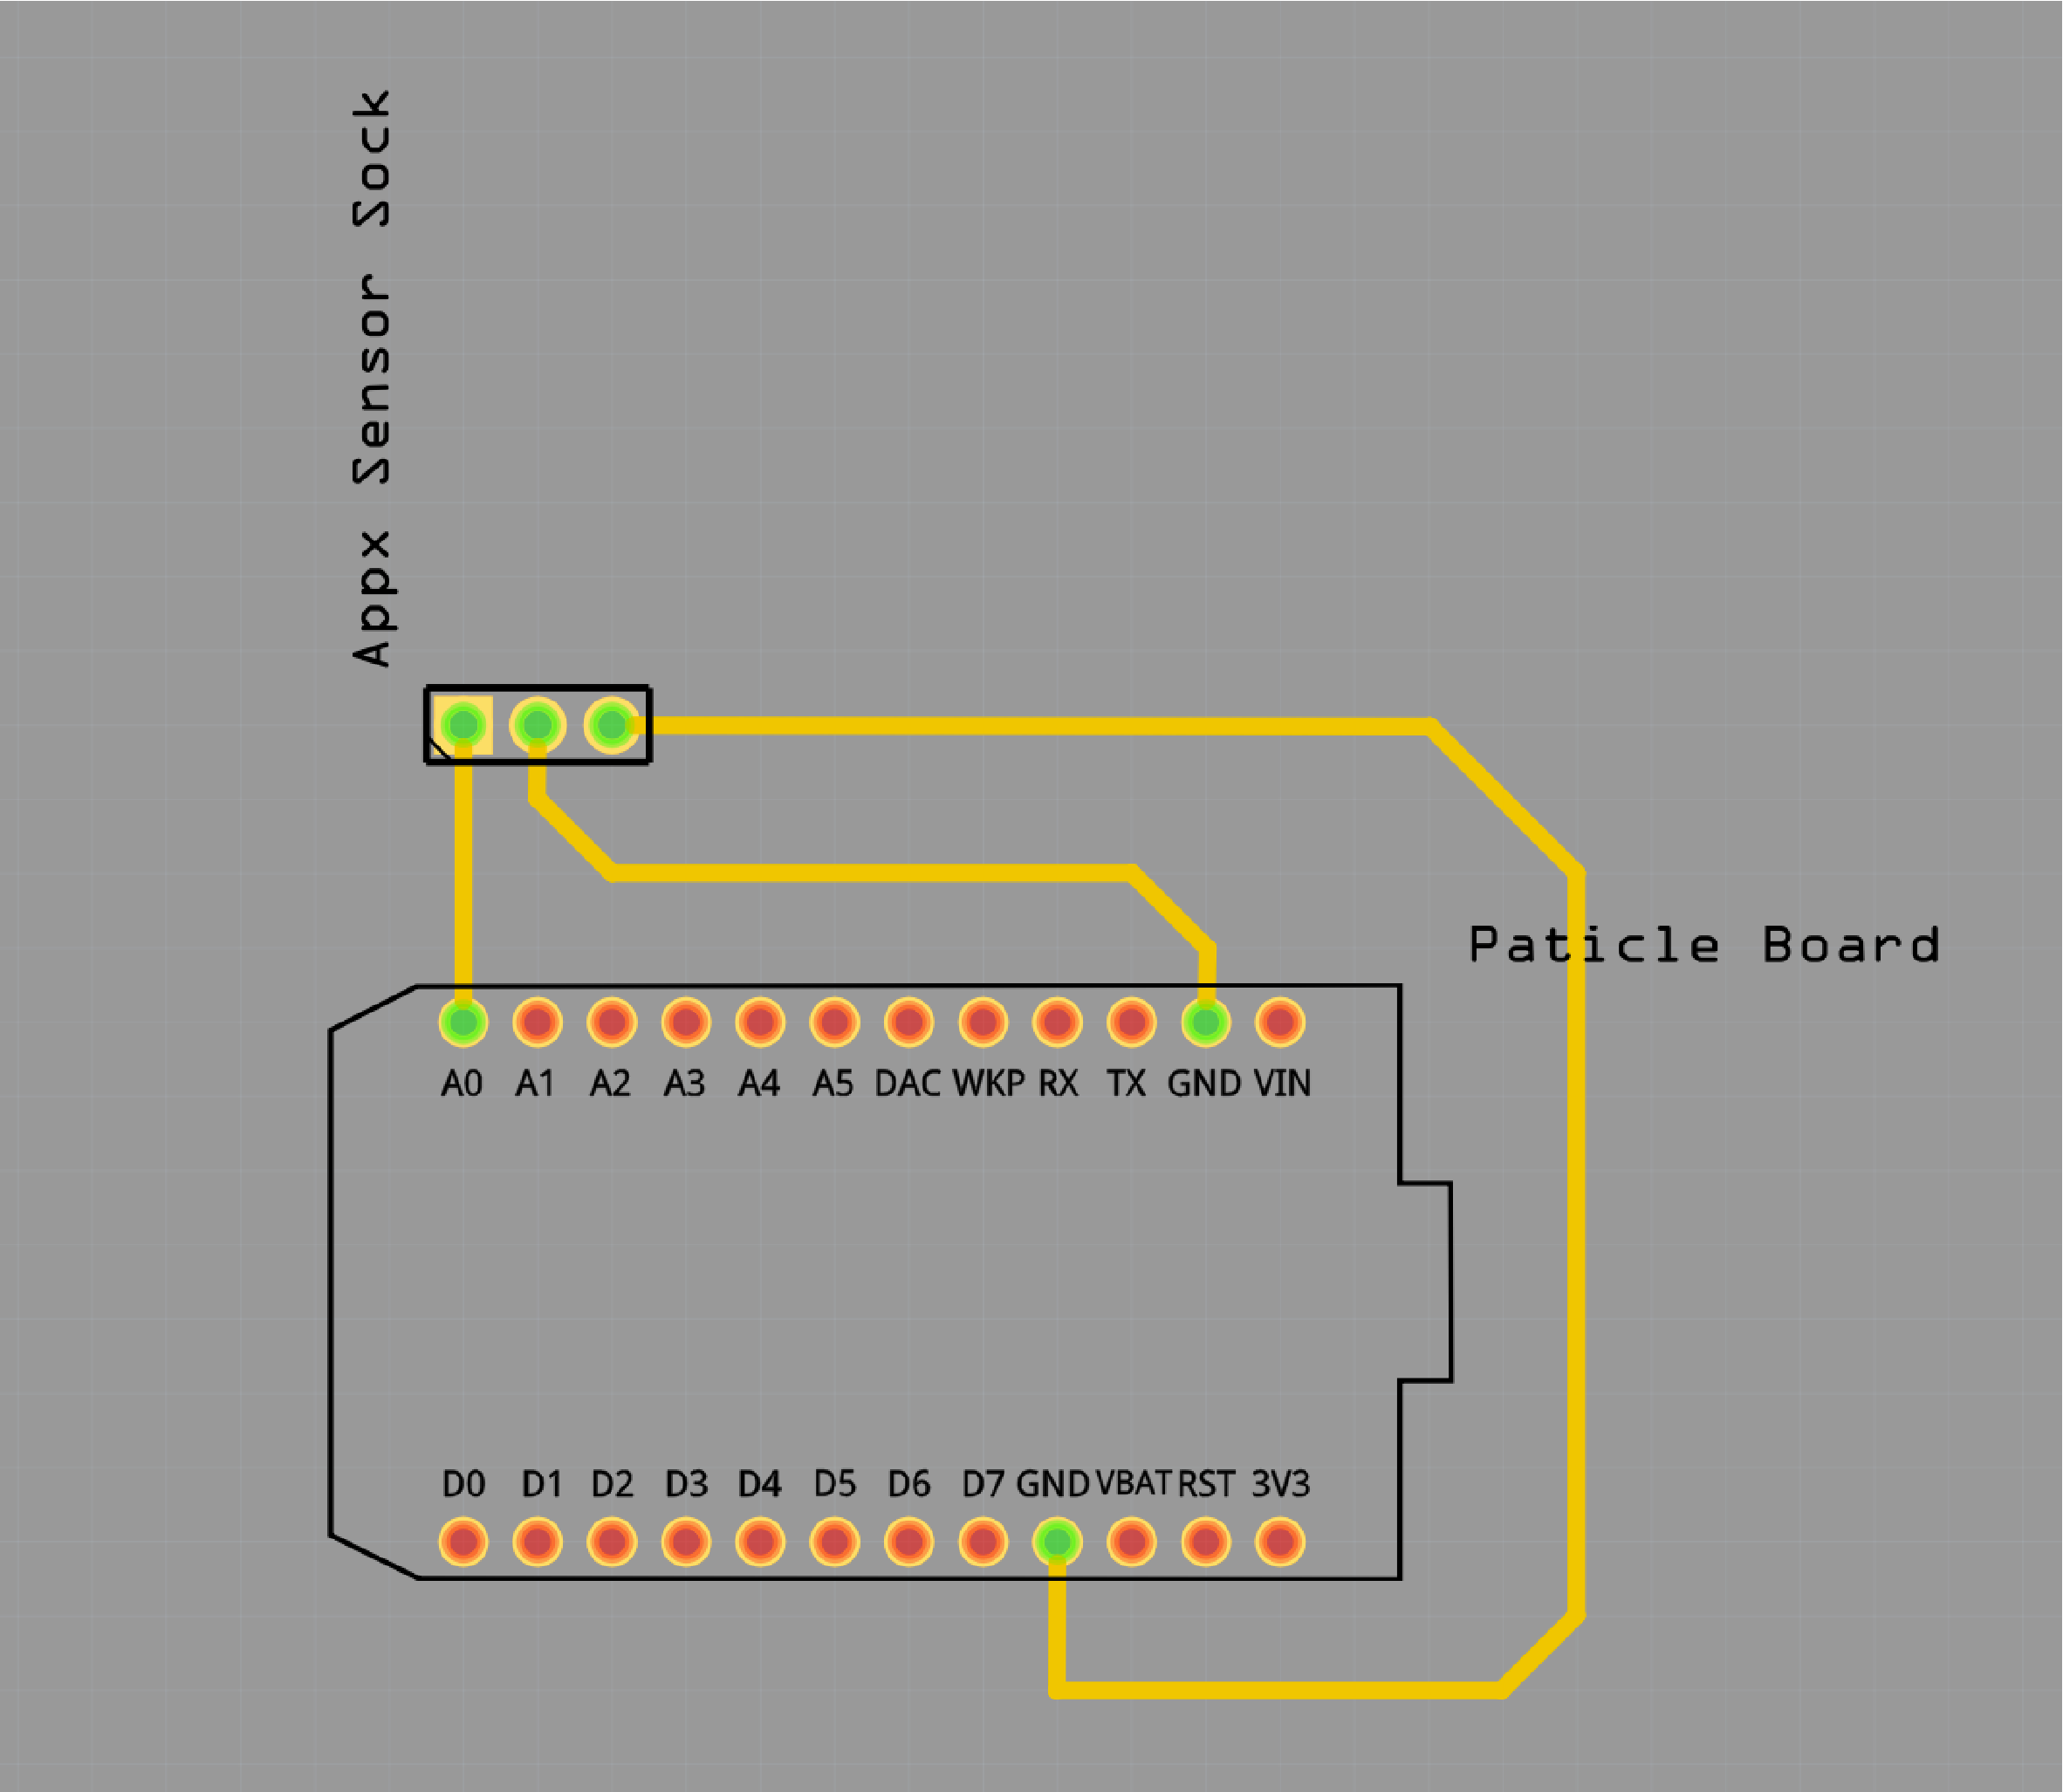 Appx Sensor Sock
Paticle Board
A0 A1 A2 A3 A4 A5 DAC WKP RX TX GND VIN
D0 D1 D2 D3 D4 D5 D6 D7 GND VBAT RST 3V3